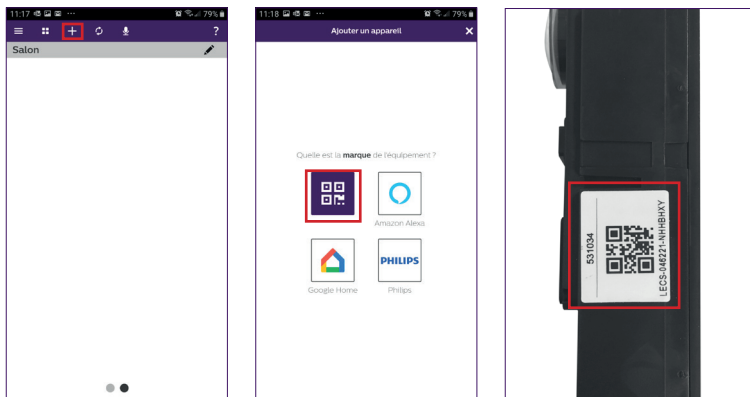 11:17 79%
?
Salon
11:18 79%
Ajouter un appareil
Quelle est la marque de l'équipement ?
Amazon Alexa
PHILIPS
Google Home
Philips
531034
LECS-046221-NHHBHXY